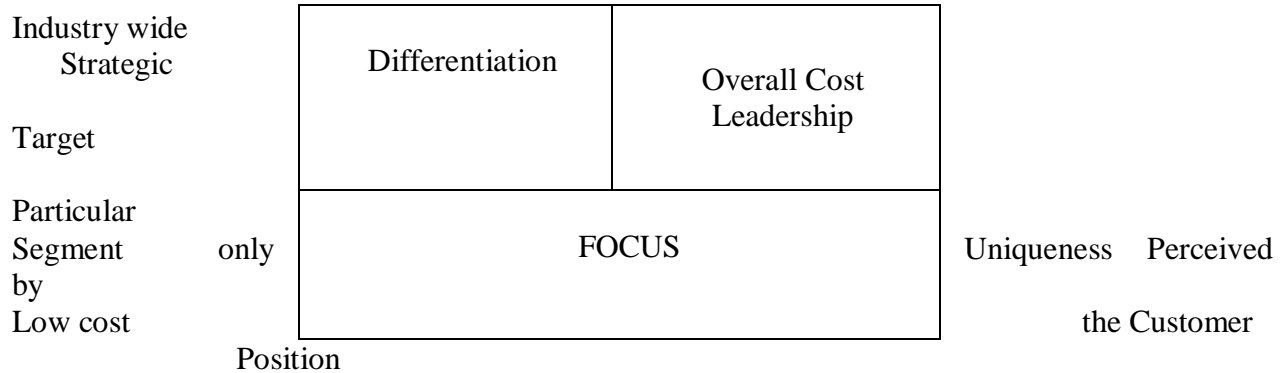 Industry wide
Strategic
Differentiation
Overall Cost
Leadership
Target
Particular
Segment only
FOCUS
Uniqueness Perceived
by
Low cost
the Customer
Position